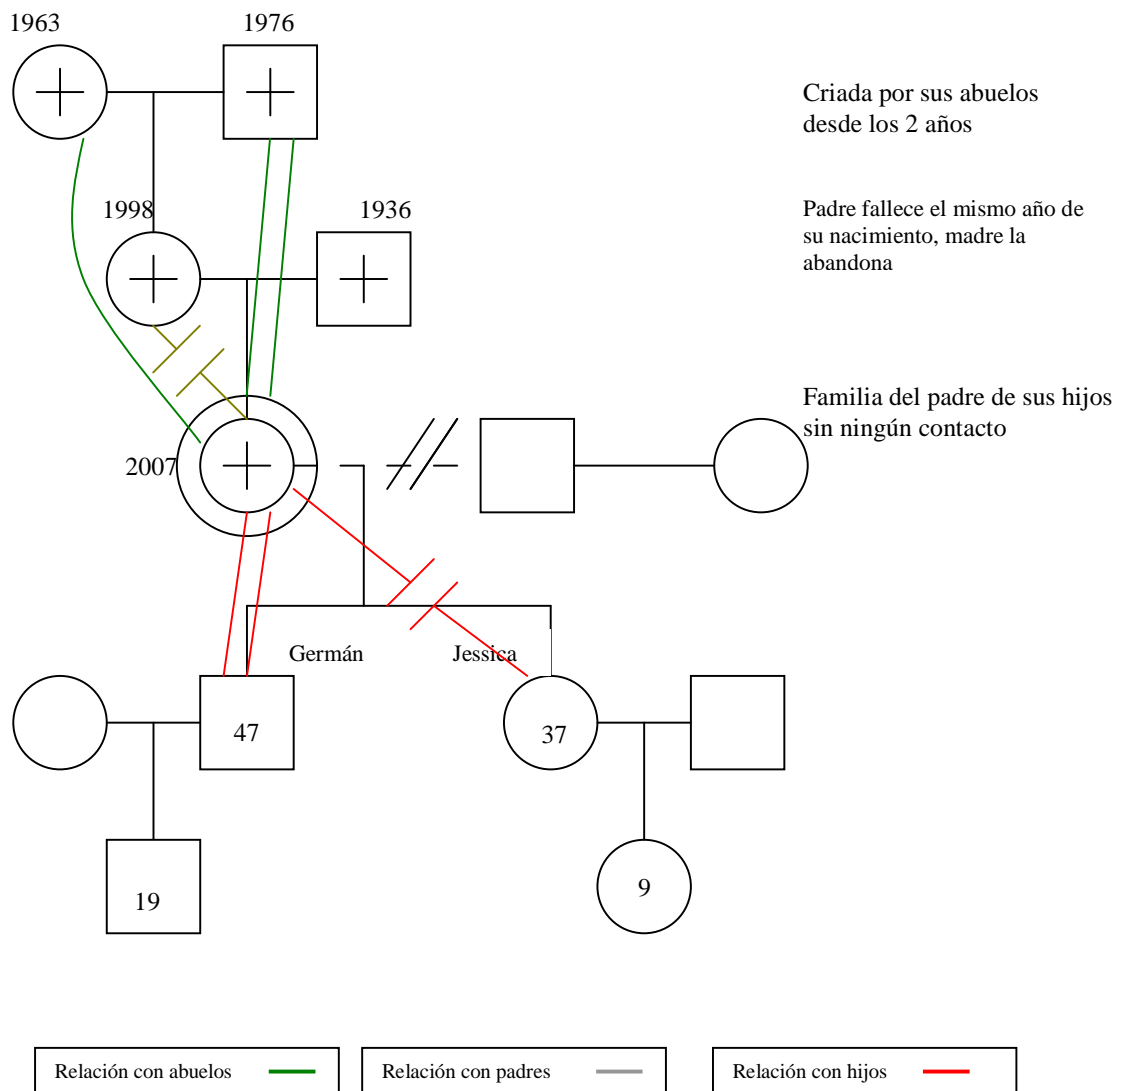 1963
1976
Criada por sus abuelos
desde los 2 años
1998
1936
Padre fallece el mismo año de
su nacimiento, madre la
abandona
Familia del padre de sus hijos
sin ningún contacto
2007
Germán
Jessica
47
37
19
9
Relación con abuelos
Relación con padres
Relación con hijos